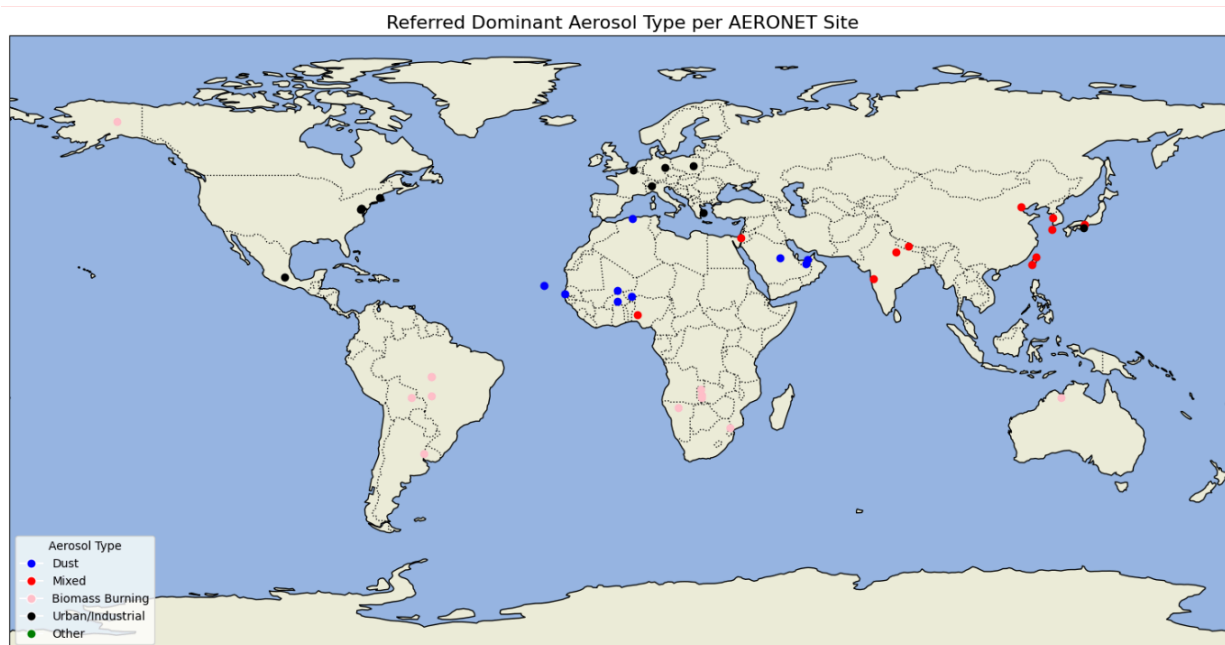 Referred Dominant Aerosol Type per AERONET Site
Aerosol Type
Dust
Mixed
Biomass Burning
Urban/Industrial
Other